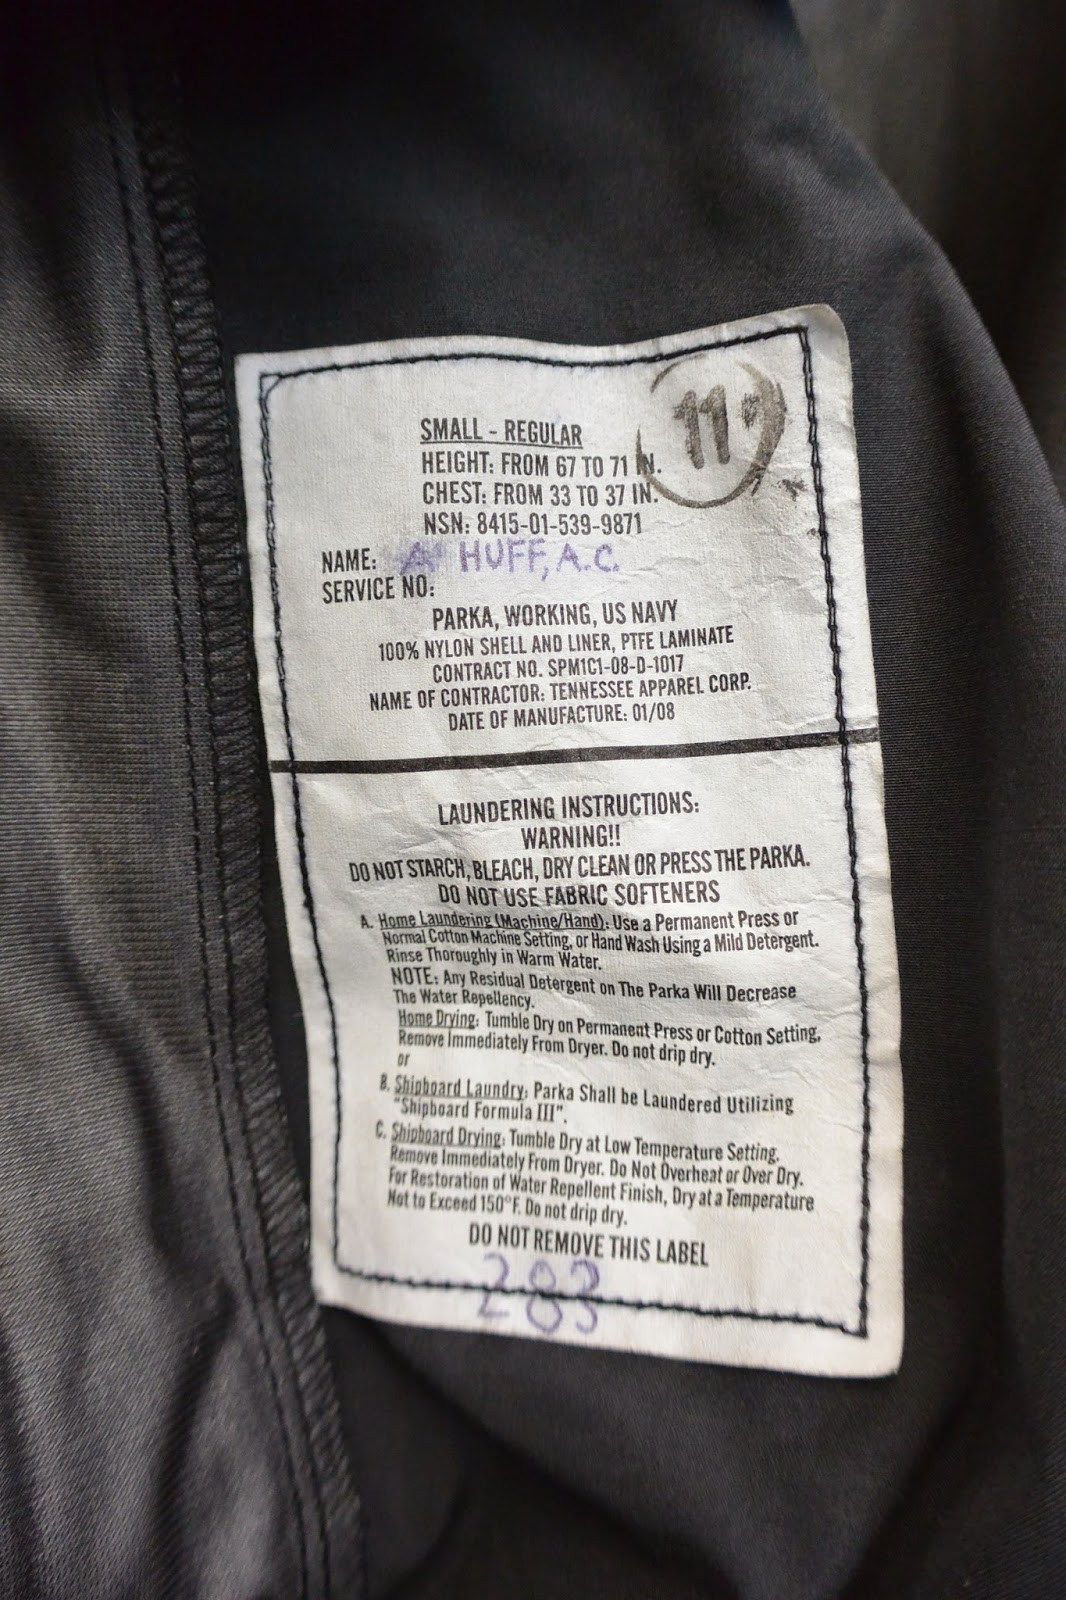 11
SMALL - REGULAR
HEIGHT: FROM 67 TO 71 IN.
CHEST: FROM 33 TO 37 IN.
NSN: 8415-01-539-9871
NAME: A HUFF, A.C.
SERVICE NO:
PARKA, WORKING, US NAVY
100% NYLON SHELL AND LINER, PTFE LAMINATE
CONTRACT NO. SPM1C1-08-D-1017
NAME OF CONTRACTOR: TENNESSEE APPAREL CORP.
DATE OF MANUFACTURE: 01/08
LAUNDERING INSTRUCTIONS:
WARNING!!
DO NOT STARCH, BLEACH, DRY CLEAN OR PRESS THE PARKA.
DO NOT USE FABRIC SOFTENERS
A. Home Laundering (Machine/Hand): Use a Permanent Press or
Normal Cotton Machine Setting, or Hand Wash Using a Mild Detergent.
Rinse Thoroughly in Warm Water.
NOTE: Any Residual Detergent on The Parka Will Decrease
The Water Repellency.
Home Drying: Tumble Dry on Permanent Press or Cotton Setting,
Remove Immediately From Dryer. Do not drip dry.
or
B. Shipboard Laundry: Parka Shall be Laundered Utilizing
"Shipboard Formula III".
C. Shipboard Drying: Tumble Dry at Low Temperature Setting.
Remove Immediately From Dryer. Do Not Overheat or Over Dry.
For Restoration of Water Repellent Finish, Dry at a Temperature
Not to Exceed 150°F. Do not drip dry.
DO NOT REMOVE THIS LABEL
283